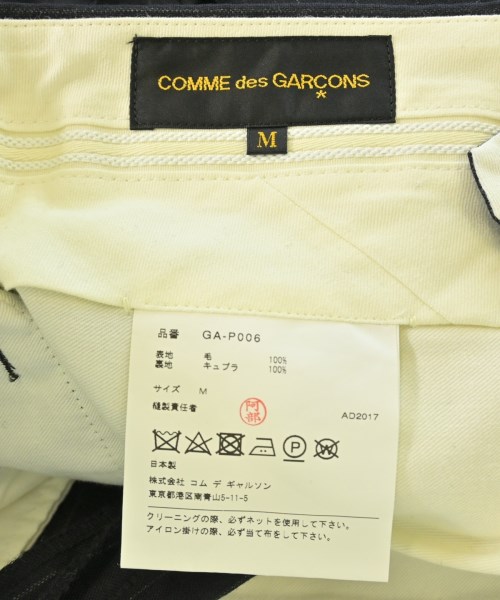 COMME des GARÇONS
*
M
品番 GA-P006
表地 毛 100%
裏地 キュプラ 100%
サイズ M
縫製責任者 阿部 AD2017
P
日本製
株式会社 コム デ ギャルソン
東京都港区南青山5-11-5
クリーニングの際、必ずネットを使用して下さい。
アイロン掛けの際、必ず当て布をして下さい。